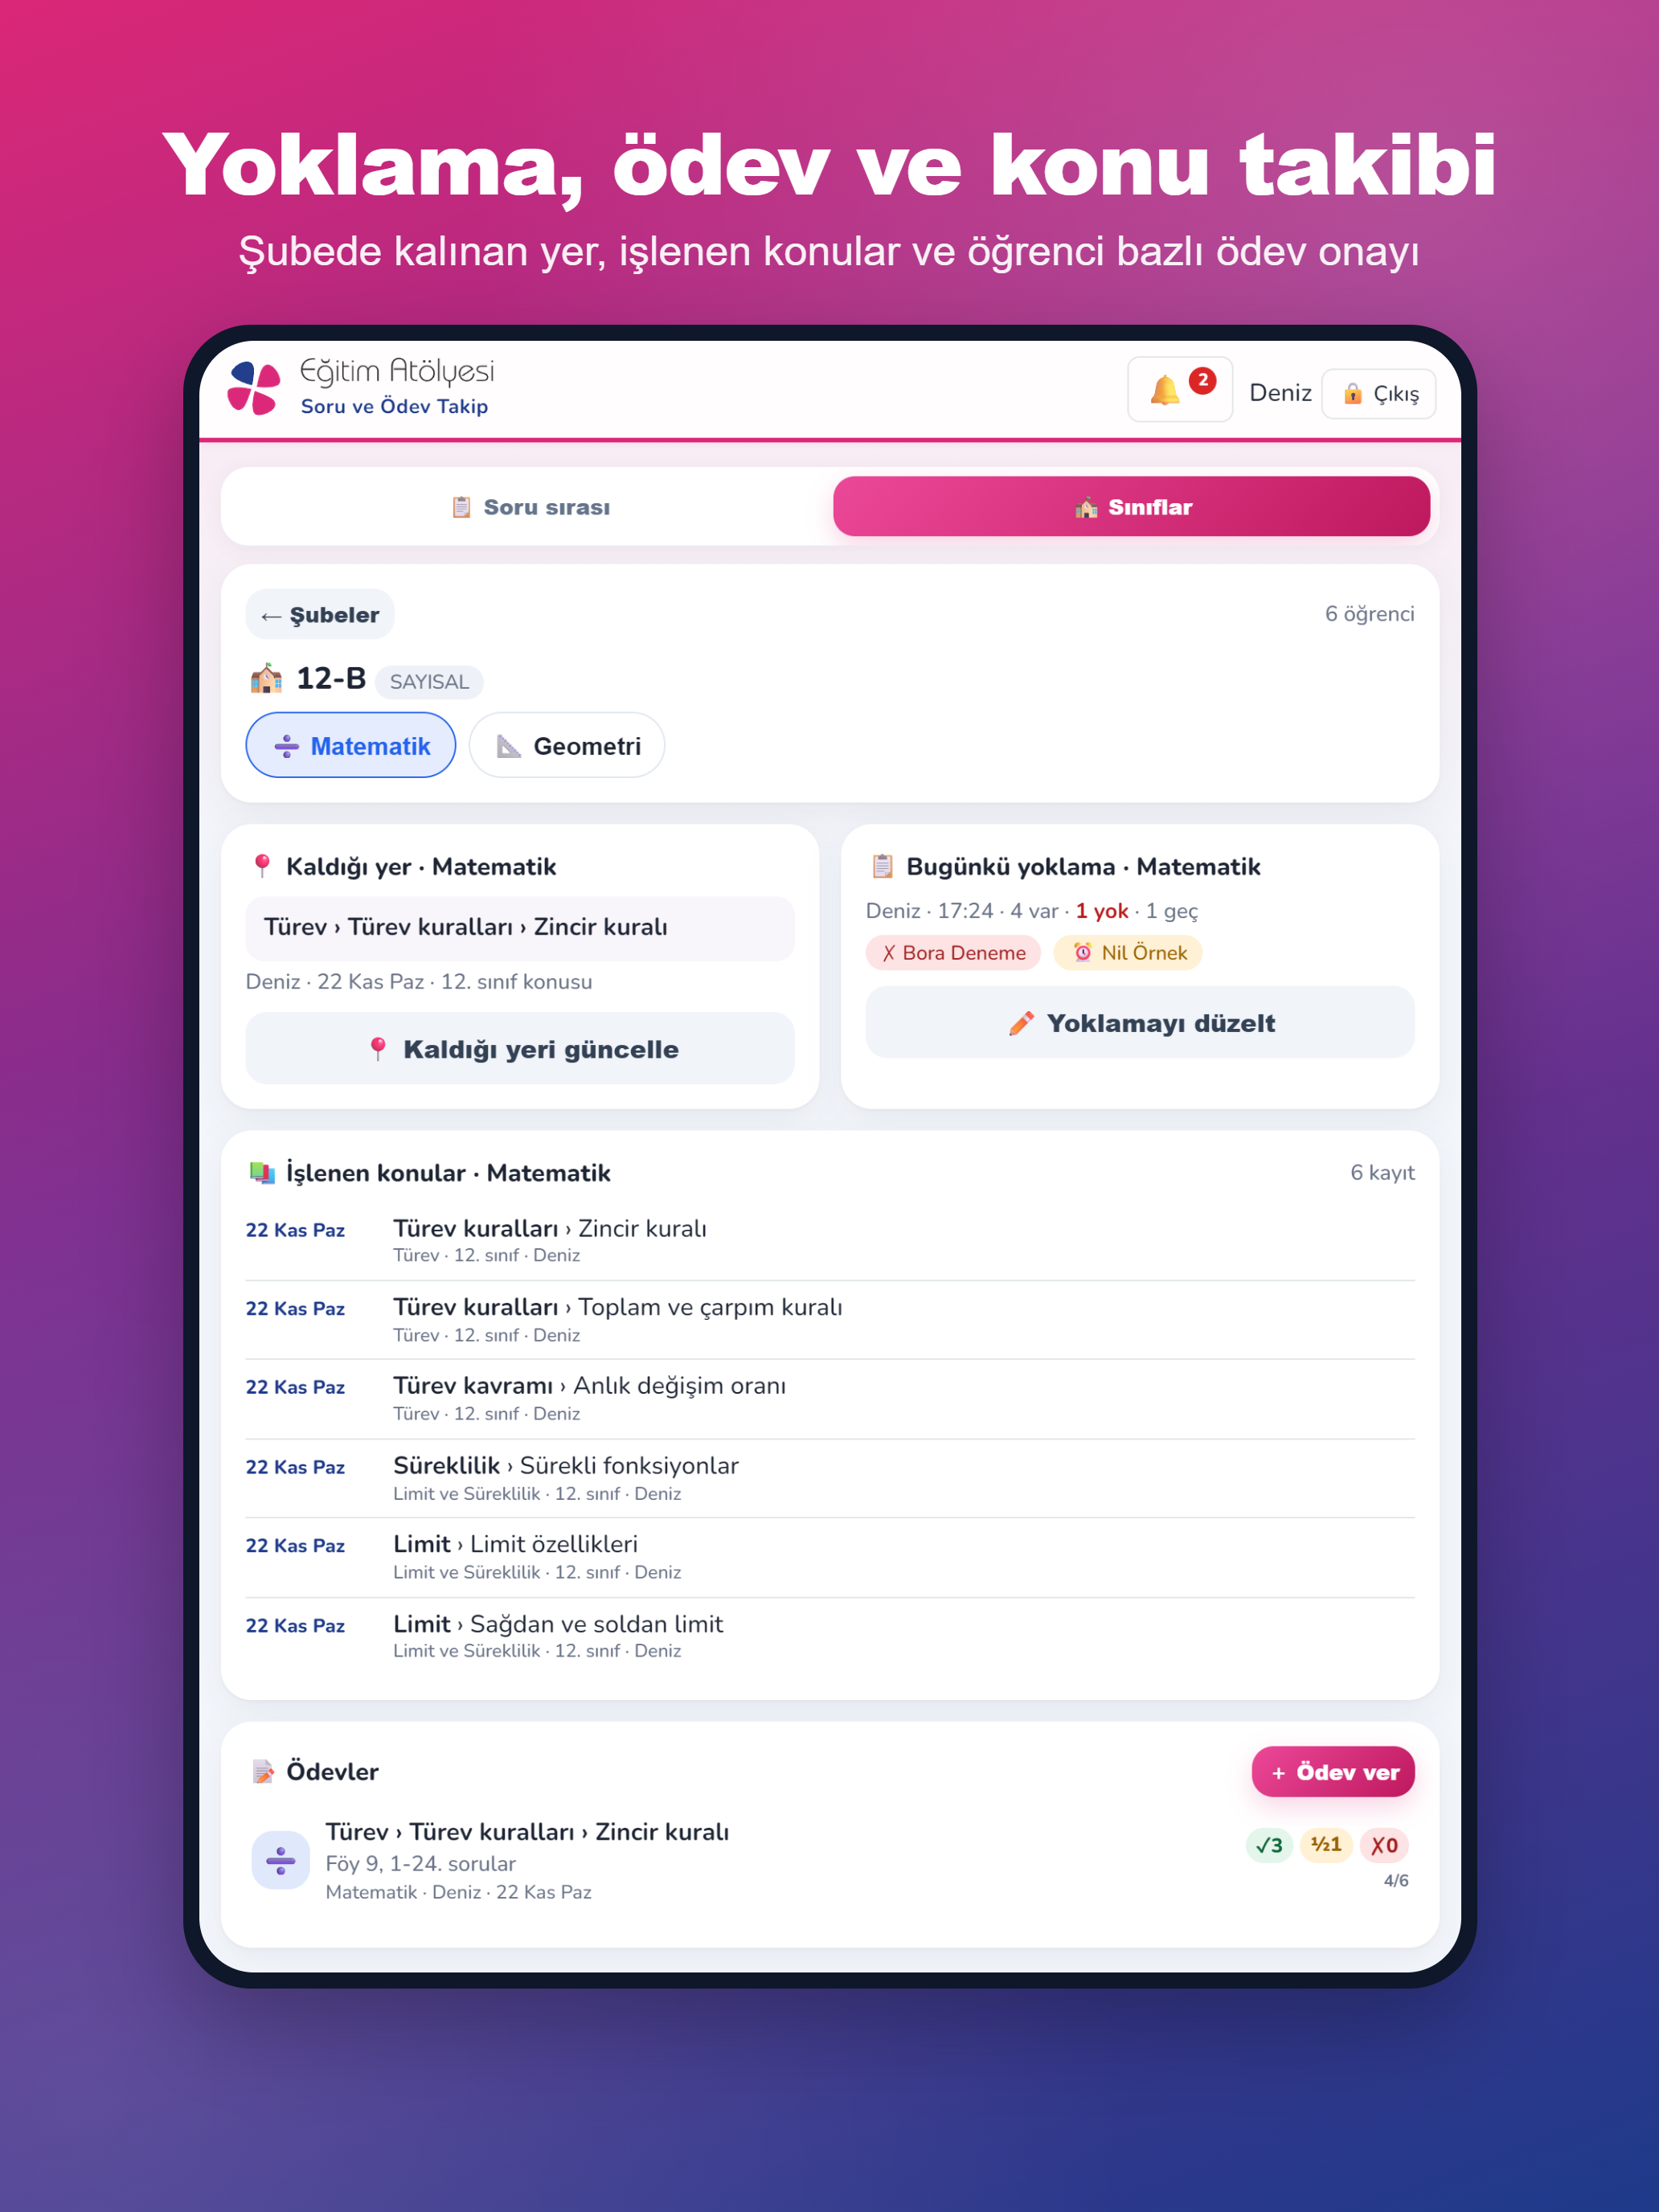 Yoklama, ödev ve konu takibi
Şubede kalınan yer, işlenen konular ve öğrenci bazlı ödev onayı
Eğitim Atölyesi
Soru ve Ödev Takip
🔔 2 Deniz 🔒 Çıkış
📋 Soru sırası
🏫 Sınıflar
← Şubeler
6 öğrenci
🏫 12-B SAYISAL
➗ Matematik
📐 Geometri
📍 Kaldığı yer · Matematik
Türev › Türev kuralları › Zincir kuralı
Deniz · 22 Kas Paz · 12. sınıf konusu
📍 Kaldığı yeri güncelle
📋 Bugünkü yoklama · Matematik
Deniz · 17:24 · 4 var · 1 yok · 1 geç
✗ Bora Deneme ⏰ Nil Örnek
✏️ Yoklamayı düzelt
📚 İşlenen konular · Matematik
6 kayıt
22 Kas Paz Türev kuralları › Zincir kuralı
Türev · 12. sınıf · Deniz
22 Kas Paz Türev kuralları › Toplam ve çarpım kuralı
Türev · 12. sınıf · Deniz
22 Kas Paz Türev kavramı › Anlık değişim oranı
Türev · 12. sınıf · Deniz
22 Kas Paz Süreklilik › Sürekli fonksiyonlar
Limit ve Süreklilik · 12. sınıf · Deniz
22 Kas Paz Limit › Limit özellikleri
Limit ve Süreklilik · 12. sınıf · Deniz
22 Kas Paz Limit › Sağdan ve soldan limit
Limit ve Süreklilik · 12. sınıf · Deniz
📝 Ödevler
+ Ödev ver
Türev › Türev kuralları › Zincir kuralı
Föy 9, 1-24. sorular
Matematik · Deniz · 22 Kas Paz
✓3 ½1 ✗0
4/6